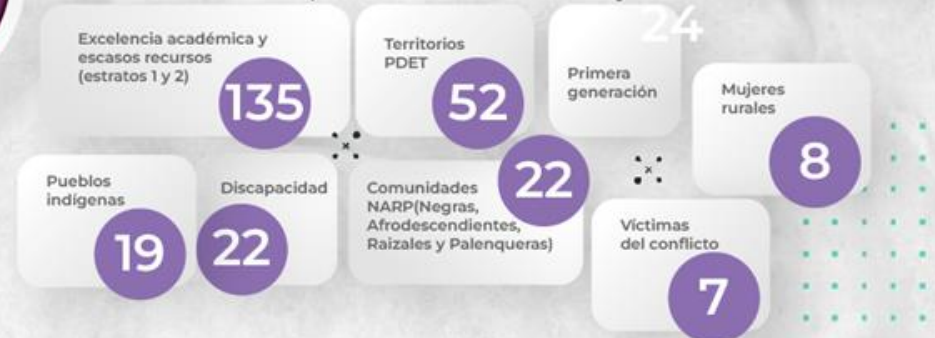 Excelencia académica y
escasos recursos
(estratos 1 y 2)
135
Territorios
PDET
52
24
Primera
generación
Mujeres
rurales
8
Pueblos
indígenas
19
Discapacidad
22
Comunidades
NARP(Negras,
Afrodescendientes,
Raizales y Palenqueras)
22
Víctimas
del conflicto
7